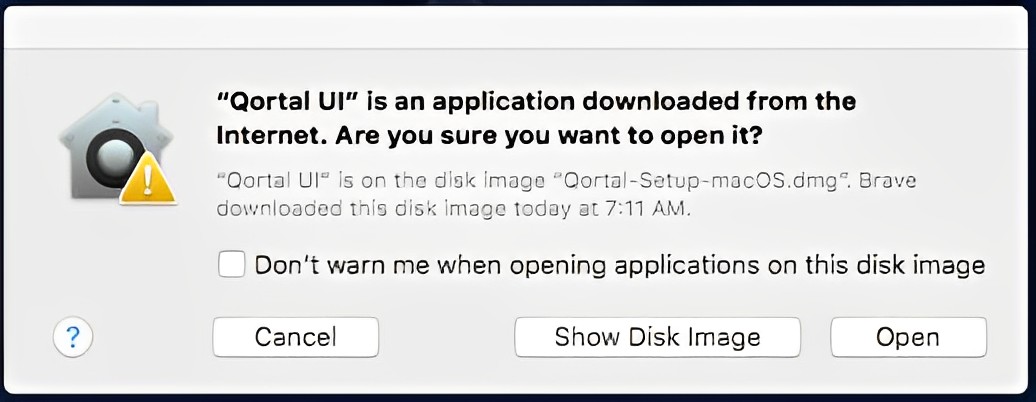 “Qortal UI” is an application downloaded from the
Internet. Are you sure you want to open it?
“Qortal UI” is on the disk image “Qortal-Setup-macOS.dmg”. Brave
downloaded this disk image today at 7:11 AM.
Don't warn me when opening applications on this disk image
? Cancel Show Disk Image Open